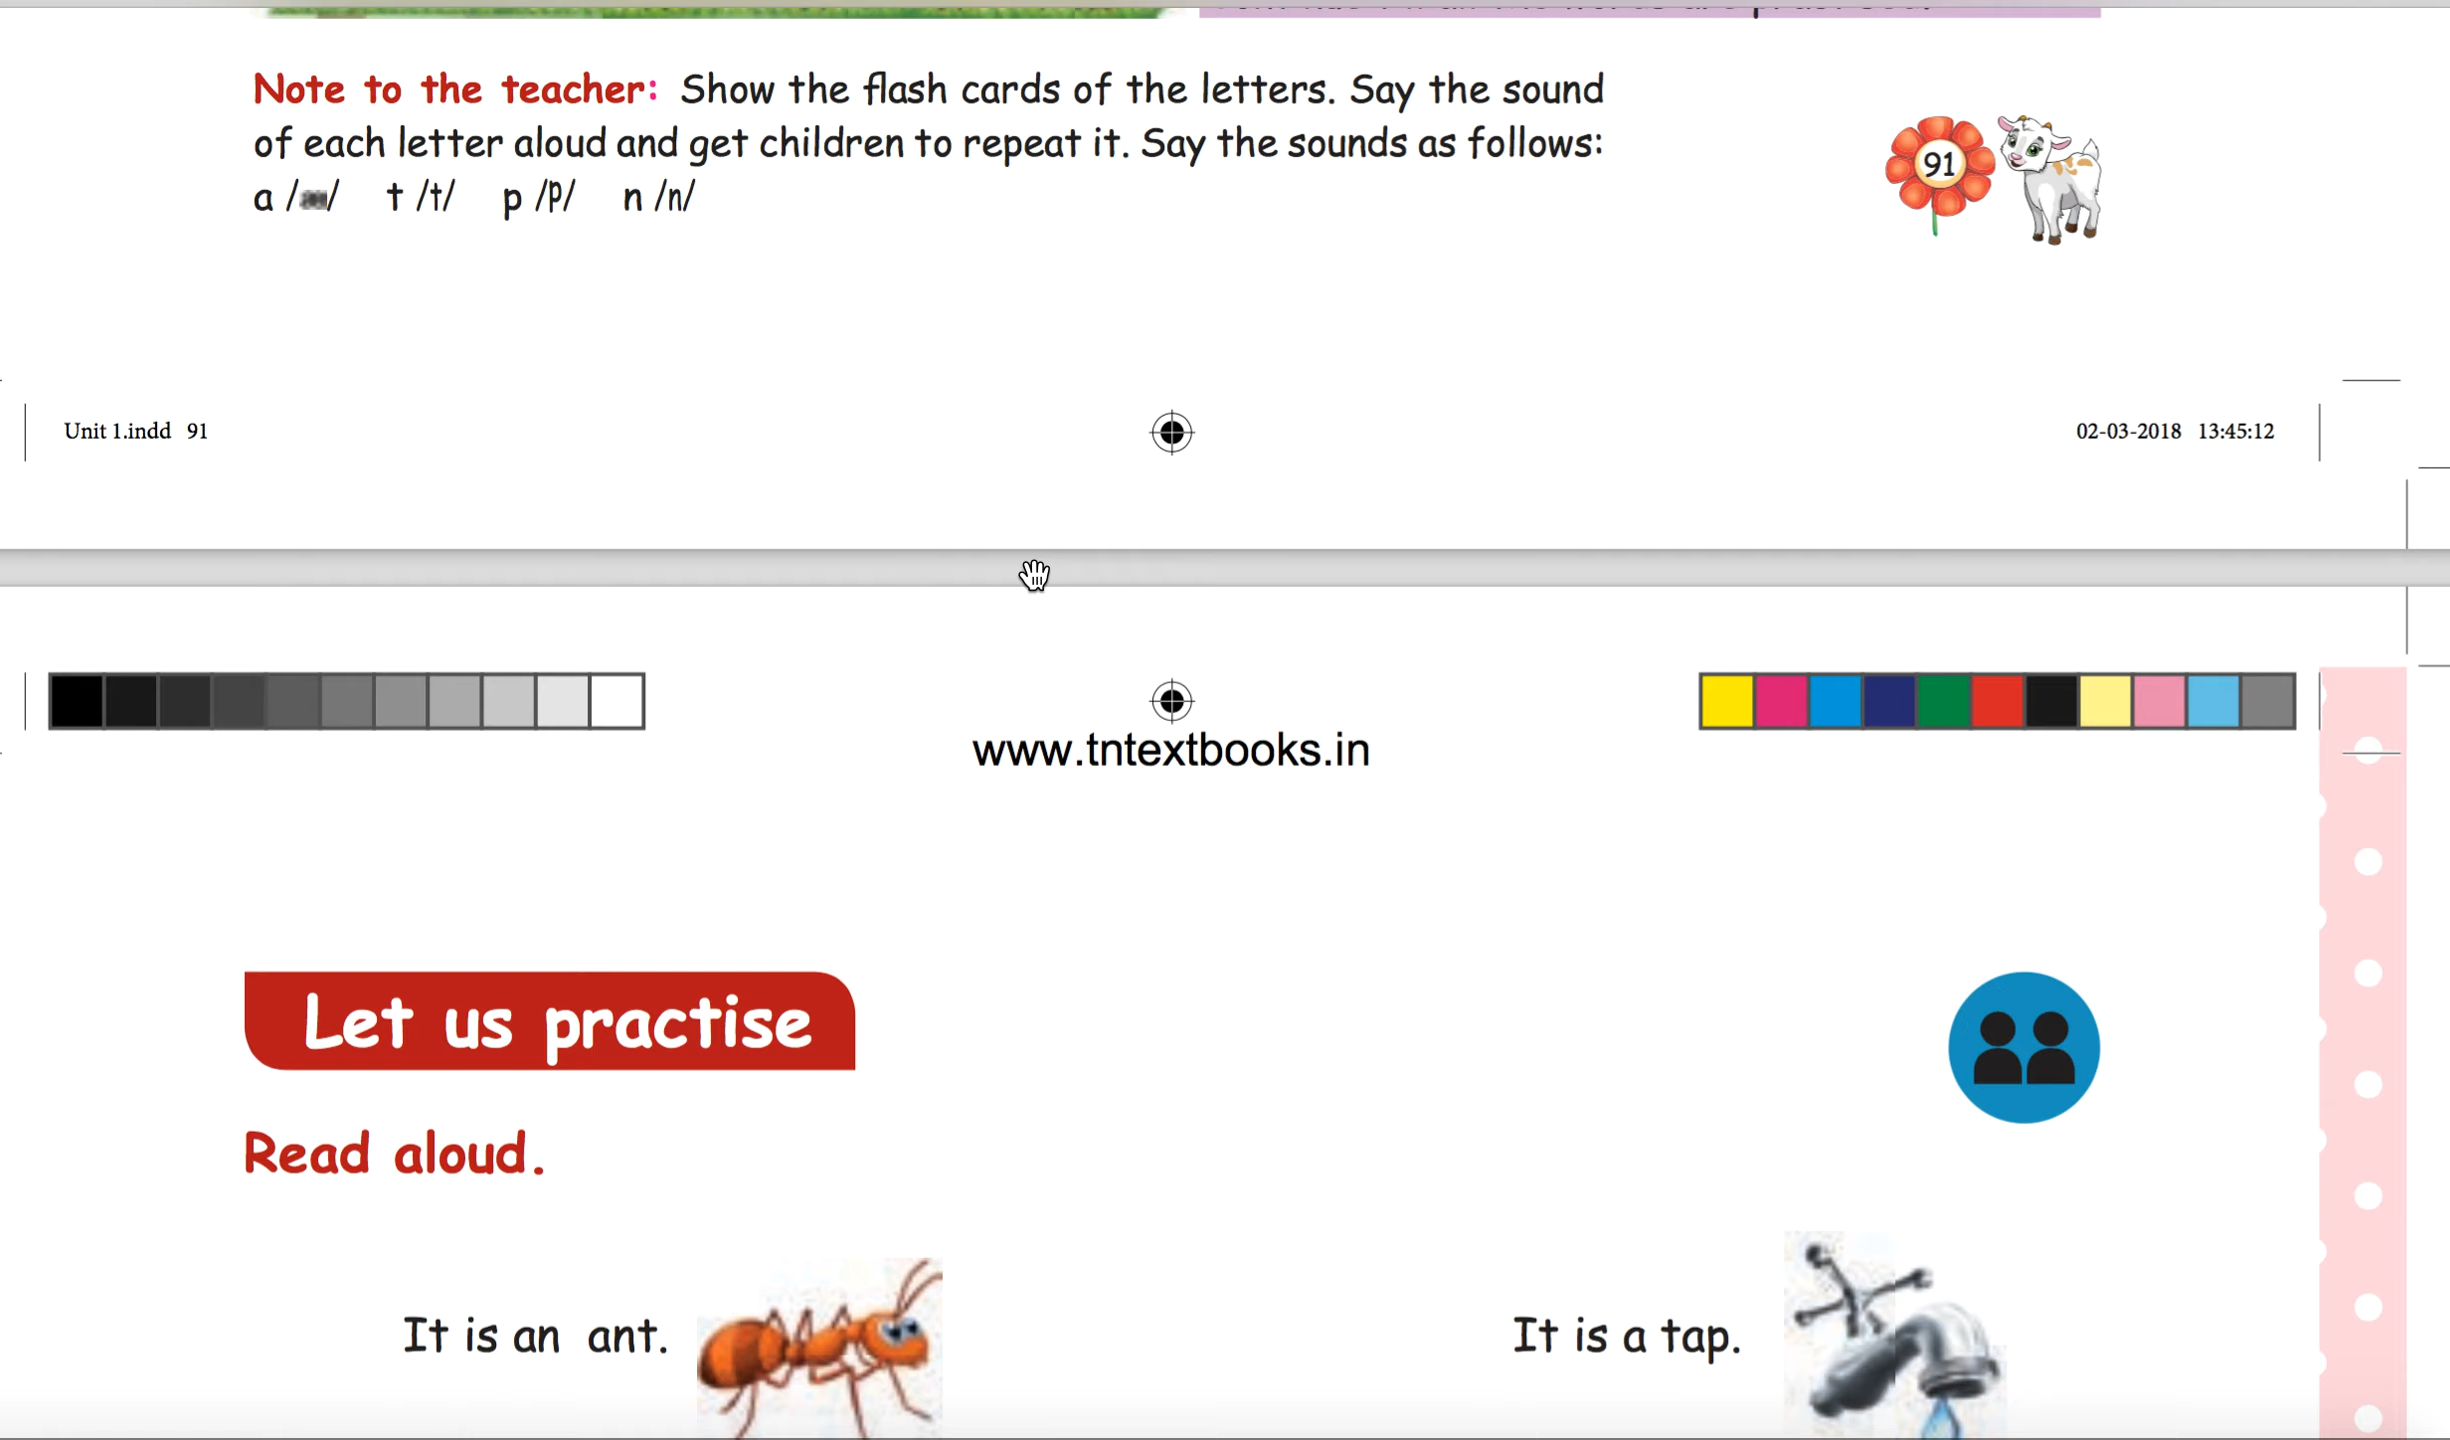 Note to the teacher: Show the flash cards of the letters. Say the sound
of each letter aloud and get children to repeat it. Say the sounds as follows:
a /æ/ t /t/ p /p/ n /n/
91
Unit 1.indd 91
02-03-2018 13:45:12
www.tntextbooks.in
Let us practise
Read aloud.
It is an ant.
It is a tap.